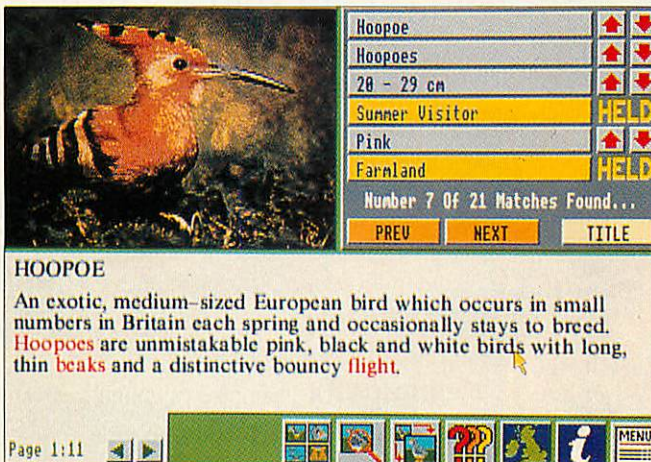 Hoopoe
Hoopoes
20 - 29 cm
Summer Visitor HELD
Pink
Farmland HELD
Number 7 Of 21 Matches Found...
PREV NEXT TITLE
HOOPOE
An exotic, medium-sized European bird which occurs in small
numbers in Britain each spring and occasionally stays to breed.
Hoopoes are unmistakable pink, black and white birds with long,
thin beaks and a distinctive bouncy flight.
Page 1:11 ??? i MENU